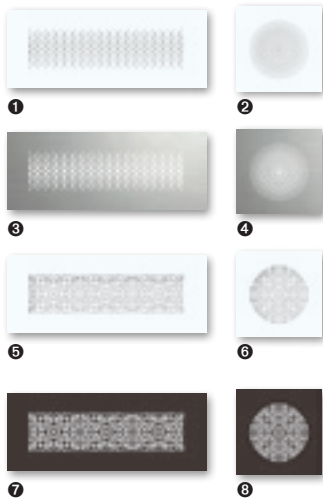 ❶ ❷
❸ ❹
❺ ❻
❼ ❽